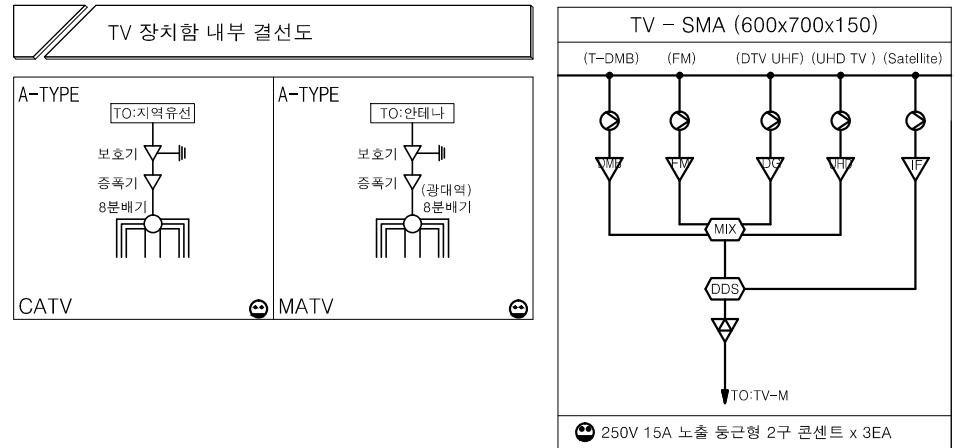 TV 장치함 내부 결선도
A-TYPE
TO:지역유선
보호기
증폭기
8분배기
CATV
A-TYPE
TO:안테나
보호기
증폭기
(광대역)
8분배기
MATV
TV - SMA (600x700x150)
(T-DMB) (FM) (DTV UHF) (UHD TV ) (Satellite)
DMB FM DG UHD IF
MIX
DDS
TO:TV-M
250V 15A 노출 둥근형 2구 콘센트 x 3EA